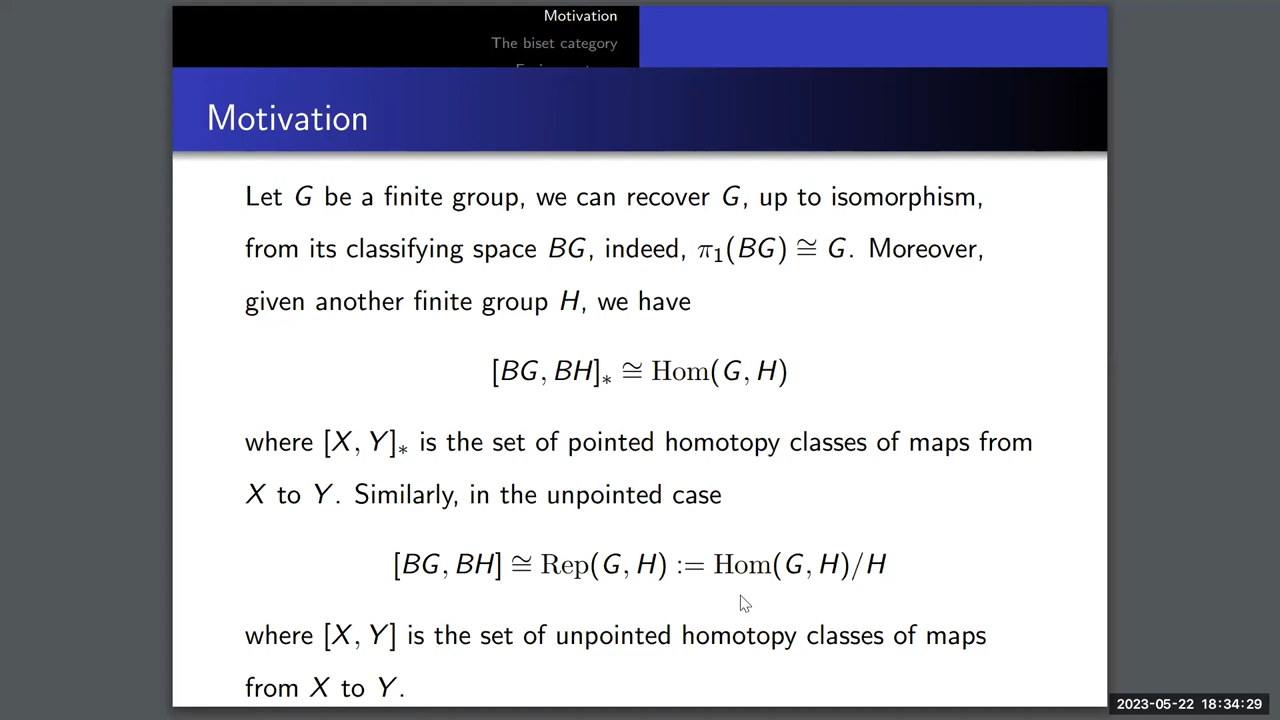 Motivation
The biset category
Motivation
Let G be a finite group, we can recover G, up to isomorphism,
from its classifying space BG, indeed, π₁(BG) ≅ G. Moreover,
given another finite group H, we have
[BG, BH]∗ ≅ Hom(G, H)
where [X, Y]∗ is the set of pointed homotopy classes of maps from
X to Y. Similarly, in the unpointed case
[BG, BH] ≅ Rep(G, H) := Hom(G, H)/H
where [X, Y] is the set of unpointed homotopy classes of maps
from X to Y.
2023-05-22 18:34:29